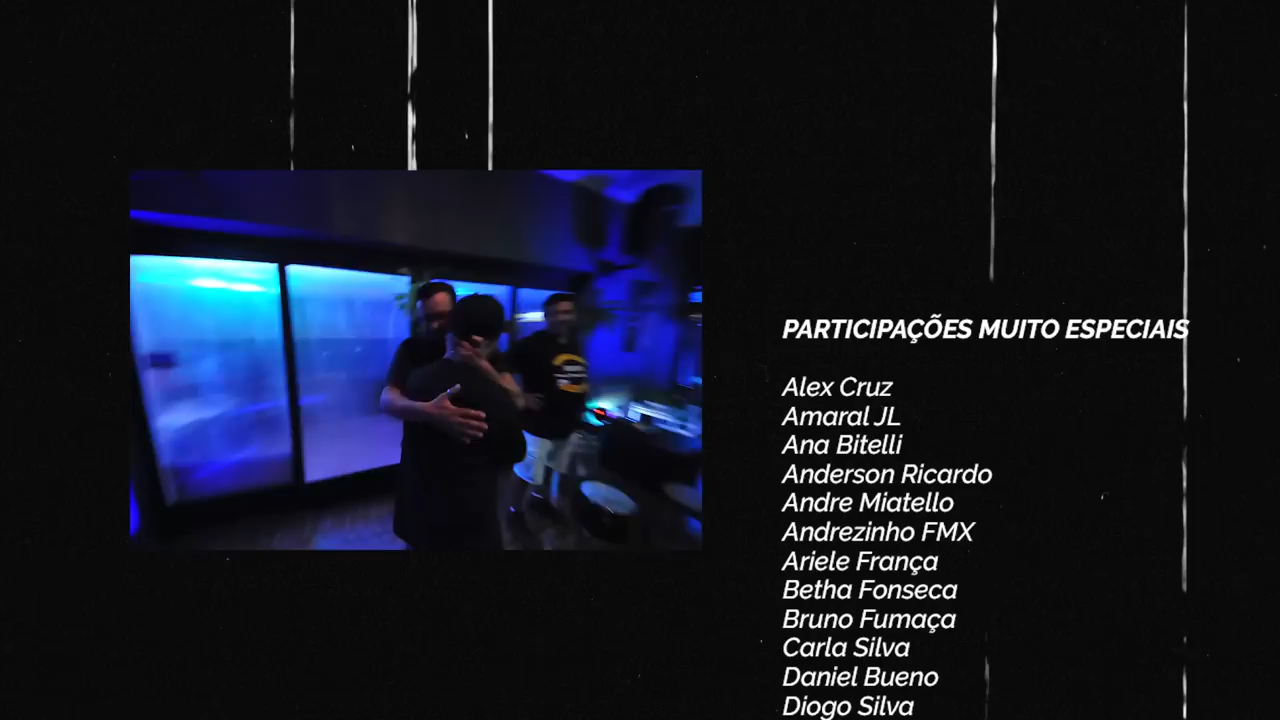 PARTICIPAÇÕES MUITO ESPECIAIS
Alex Cruz
Amaral JL
Ana Bitelli
Anderson Ricardo
Andre Miatello
Andrezinho FMX
Ariele França
Betha Fonseca
Bruno Fumaça
Carla Silva
Daniel Bueno
Diogo Silva